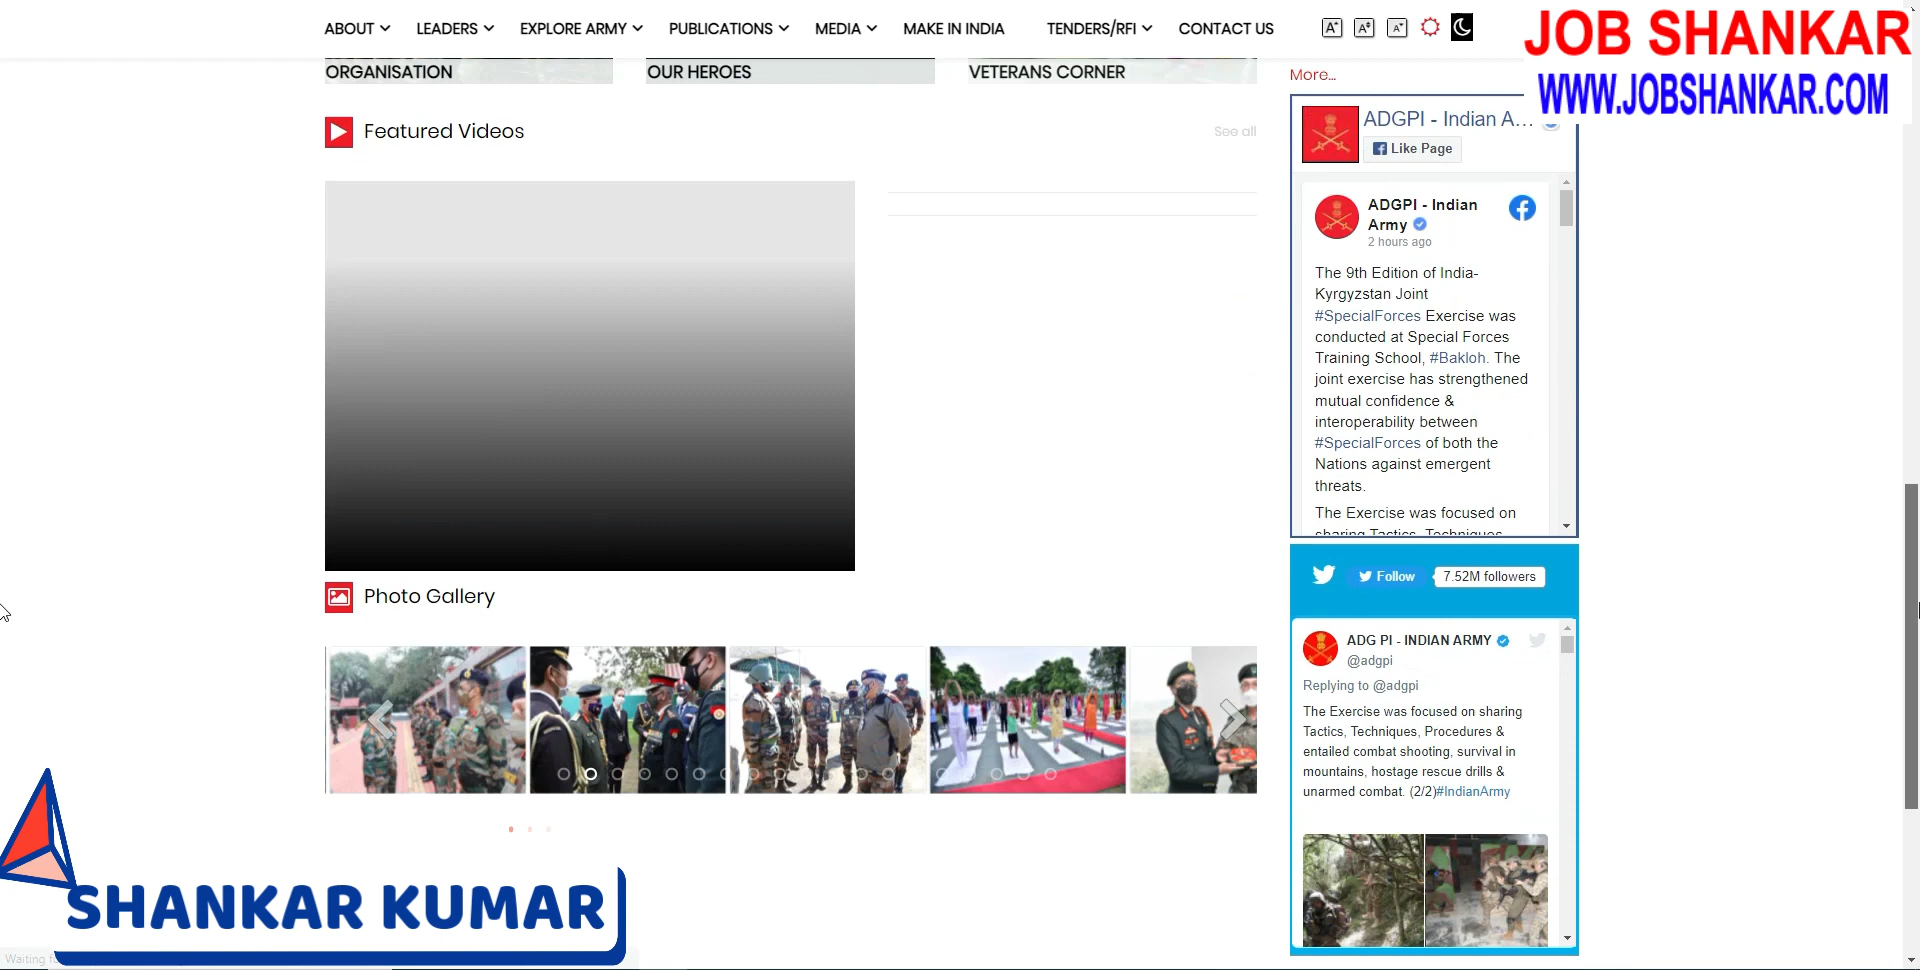 ABOUT LEADERS EXPLORE ARMY PUBLICATIONS MEDIA MAKE IN INDIA TENDERS/RFI CONTACT US A+ A A-
JOB SHANKAR
WWW.JOBSHANKAR.COM
ORGANISATION OUR HEROES VETERANS CORNER
More...
Featured Videos See all
ADGPI - Indian A...
Like Page
ADGPI - Indian
Army
2 hours ago
The 9th Edition of India-
Kyrgyzstan Joint
#SpecialForces Exercise was
conducted at Special Forces
Training School, #Bakloh. The
joint exercise has strengthened
mutual confidence &
interoperability between
#SpecialForces of both the
Nations against emergent
threats.
The Exercise was focused on
sharing Tactics, Techniques,
Photo Gallery
Follow 7.52M followers
ADG PI - INDIAN ARMY
@adgpi
Replying to @adgpi
The Exercise was focused on sharing
Tactics, Techniques, Procedures &
entailed combat shooting, survival in
mountains, hostage rescue drills &
unarmed combat. (2/2)#IndianArmy
SHANKAR KUMAR
Waiting